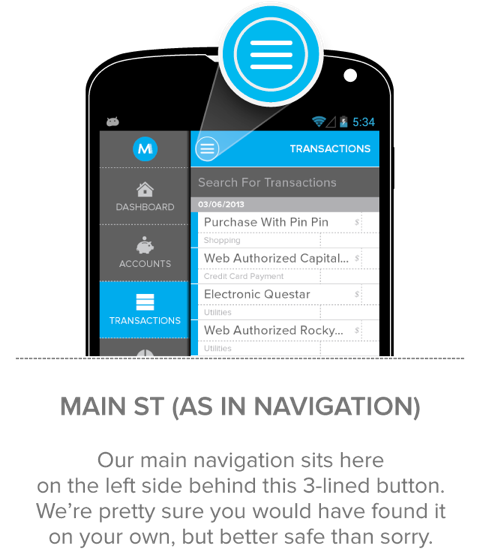 5:34
M
TRANSACTIONS
Search For Transactions
DASHBOARD
03/06/2013
Purchase With Pin Pin
$
Shopping
ACCOUNTS
Web Authorized Capital...
$
Credit Card Payment
Electronic Questar
$
Utilities
TRANSACTIONS
Web Authorized Rocky...
$
Utilities
MAIN ST (AS IN NAVIGATION)
Our main navigation sits here
on the left side behind this 3-lined button.
We're pretty sure you would have found it
on your own, but better safe than sorry.